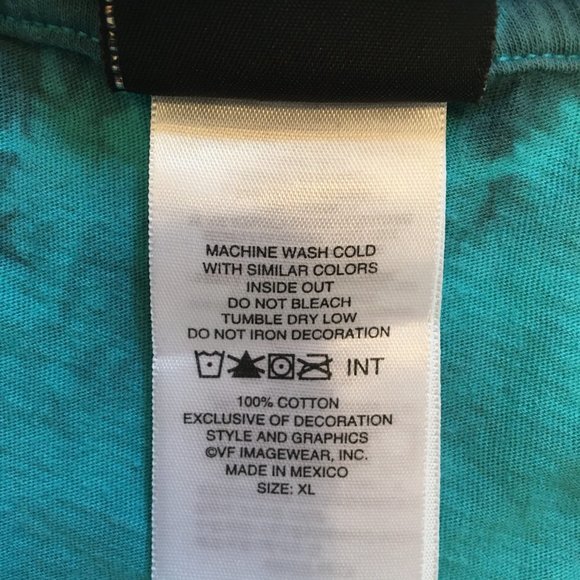 MACHINE WASH COLD
WITH SIMILAR COLORS
INSIDE OUT
DO NOT BLEACH
TUMBLE DRY LOW
DO NOT IRON DECORATION
INT
100% COTTON
EXCLUSIVE OF DECORATION
STYLE AND GRAPHICS
©VF IMAGEWEAR, INC.
MADE IN MEXICO
SIZE: XL